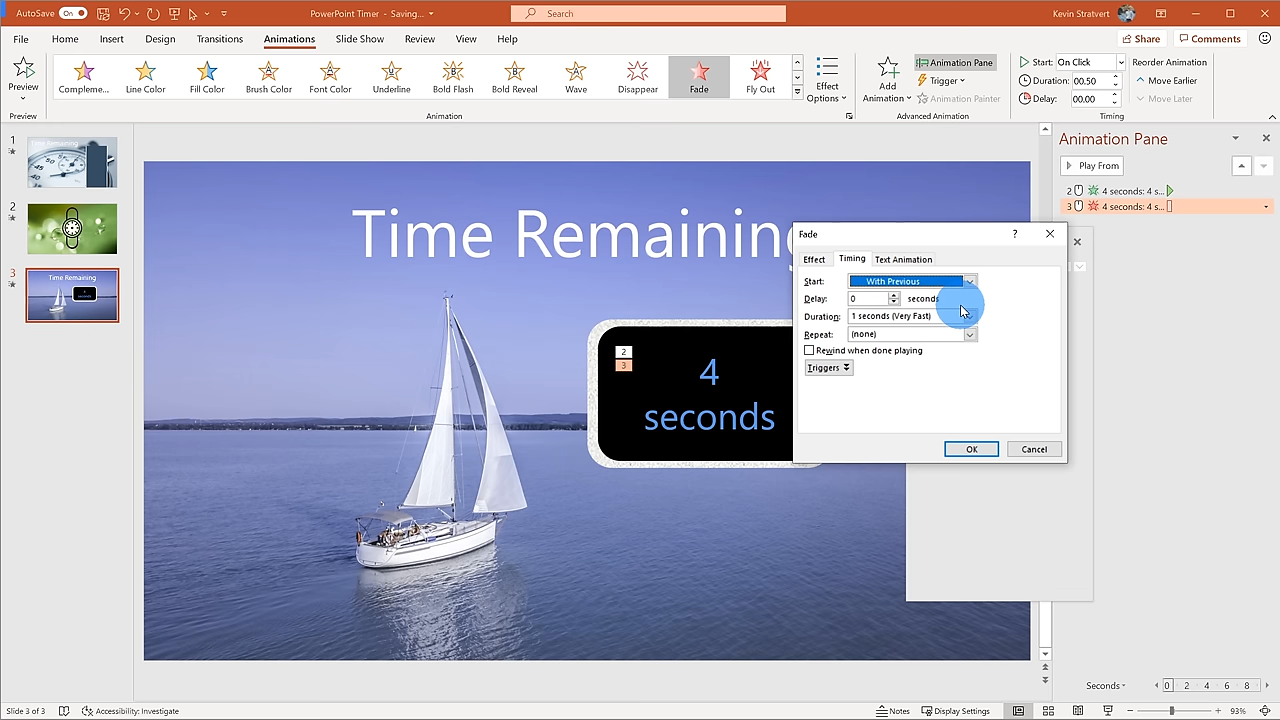 AutoSave On PowerPoint Timer - Saving... Search Kevin Stratvert
File Home Insert Design Transitions Animations Slide Show Review View Help Share Comments
Preview Compleme... Line Color Fill Color Brush Color Font Color Underline Bold Flash Bold Reveal Wave Disappear Fade Fly Out
Effect Options
Add Animation
Animation Pane
Trigger
Animation Painter
Start: On Click
Duration: 00.50
Delay: 00.00
Reorder Animation
Move Earlier
Move Later
Preview Animation Advanced Animation Timing
1
Time Remaining
2
3
Time Remaining
Time Remaining
2
3
4
seconds
Animation Pane
Play From
2 4 seconds: 4 s...
3 4 seconds: 4 s...
Fade
Effect Timing Text Animation
Start: With Previous
Delay: 0 seconds
Duration: 1 seconds (Very Fast)
Repeat: (none)
Rewind when done playing
Triggers
OK Cancel
Seconds 0 2 4 6 8
Slide 3 of 3 Accessibility: Investigate Notes Display Settings 93%